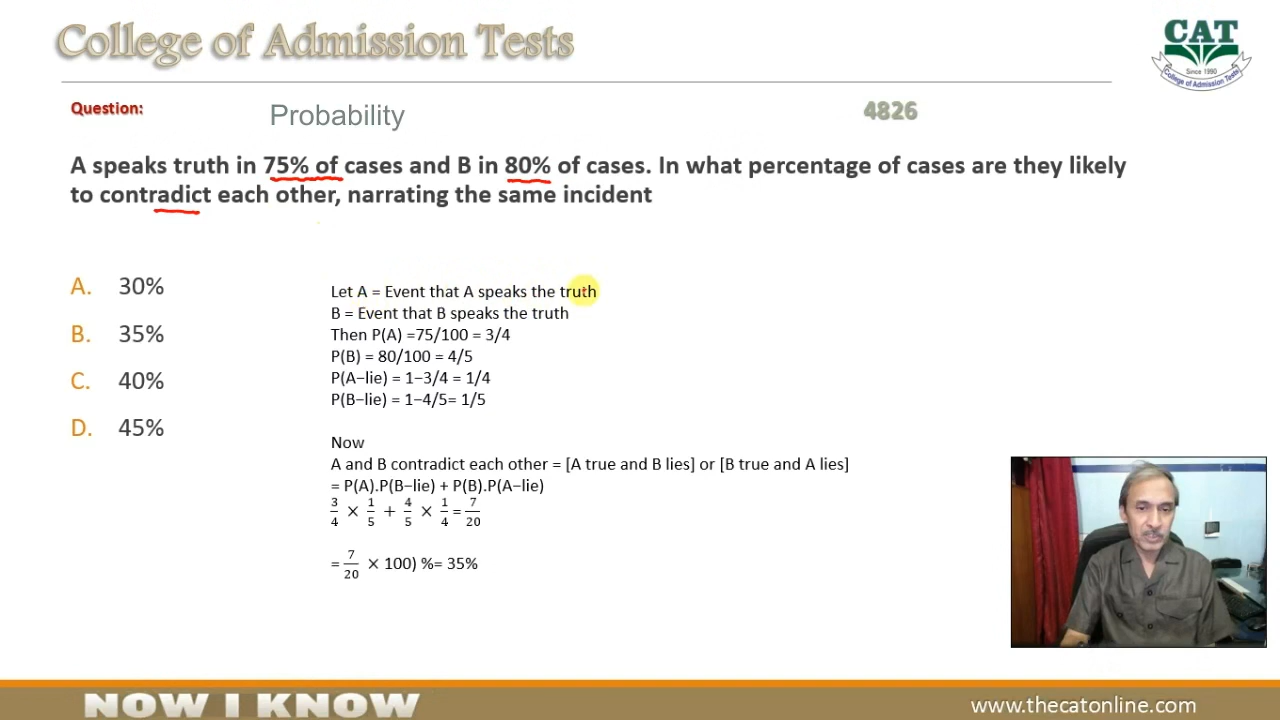 College of Admission Tests
CAT
Since 1990
College of Admission Tests
Question:
Probability
4826
A speaks truth in 75% of cases and B in 80% of cases. In what percentage of cases are they likely
to contradict each other, narrating the same incident
A. 30%
B. 35%
C. 40%
D. 45%
Let A = Event that A speaks the truth
B = Event that B speaks the truth
Then P(A) =75/100 = 3/4
P(B) = 80/100 = 4/5
P(A−lie) = 1−3/4 = 1/4
P(B−lie) = 1−4/5= 1/5
Now
A and B contradict each other = [A true and B lies] or [B true and A lies]
= P(A).P(B−lie) + P(B).P(A−lie)
3/4 × 1/5 + 4/5 × 1/4 = 7/20
= 7/20 × 100) %= 35%
NOW I KNOW
www.thecatonline.com